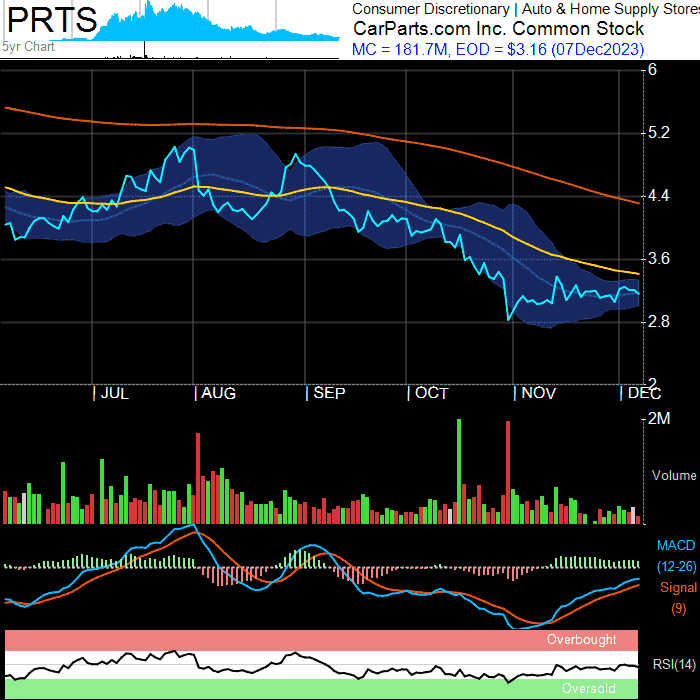 PRTS
5yr Chart
Consumer Discretionary | Auto & Home Supply Stores
CarParts.com Inc. Common Stock
MC = 181.7M, EOD = $3.16 (07Dec2023)
6
5.2
4.4
3.6
2.8
2
JUL
AUG
SEP
OCT
NOV
DEC
2M
Volume
MACD
(12-26)
Signal
(9)
Overbought
RSI(14)
Oversold